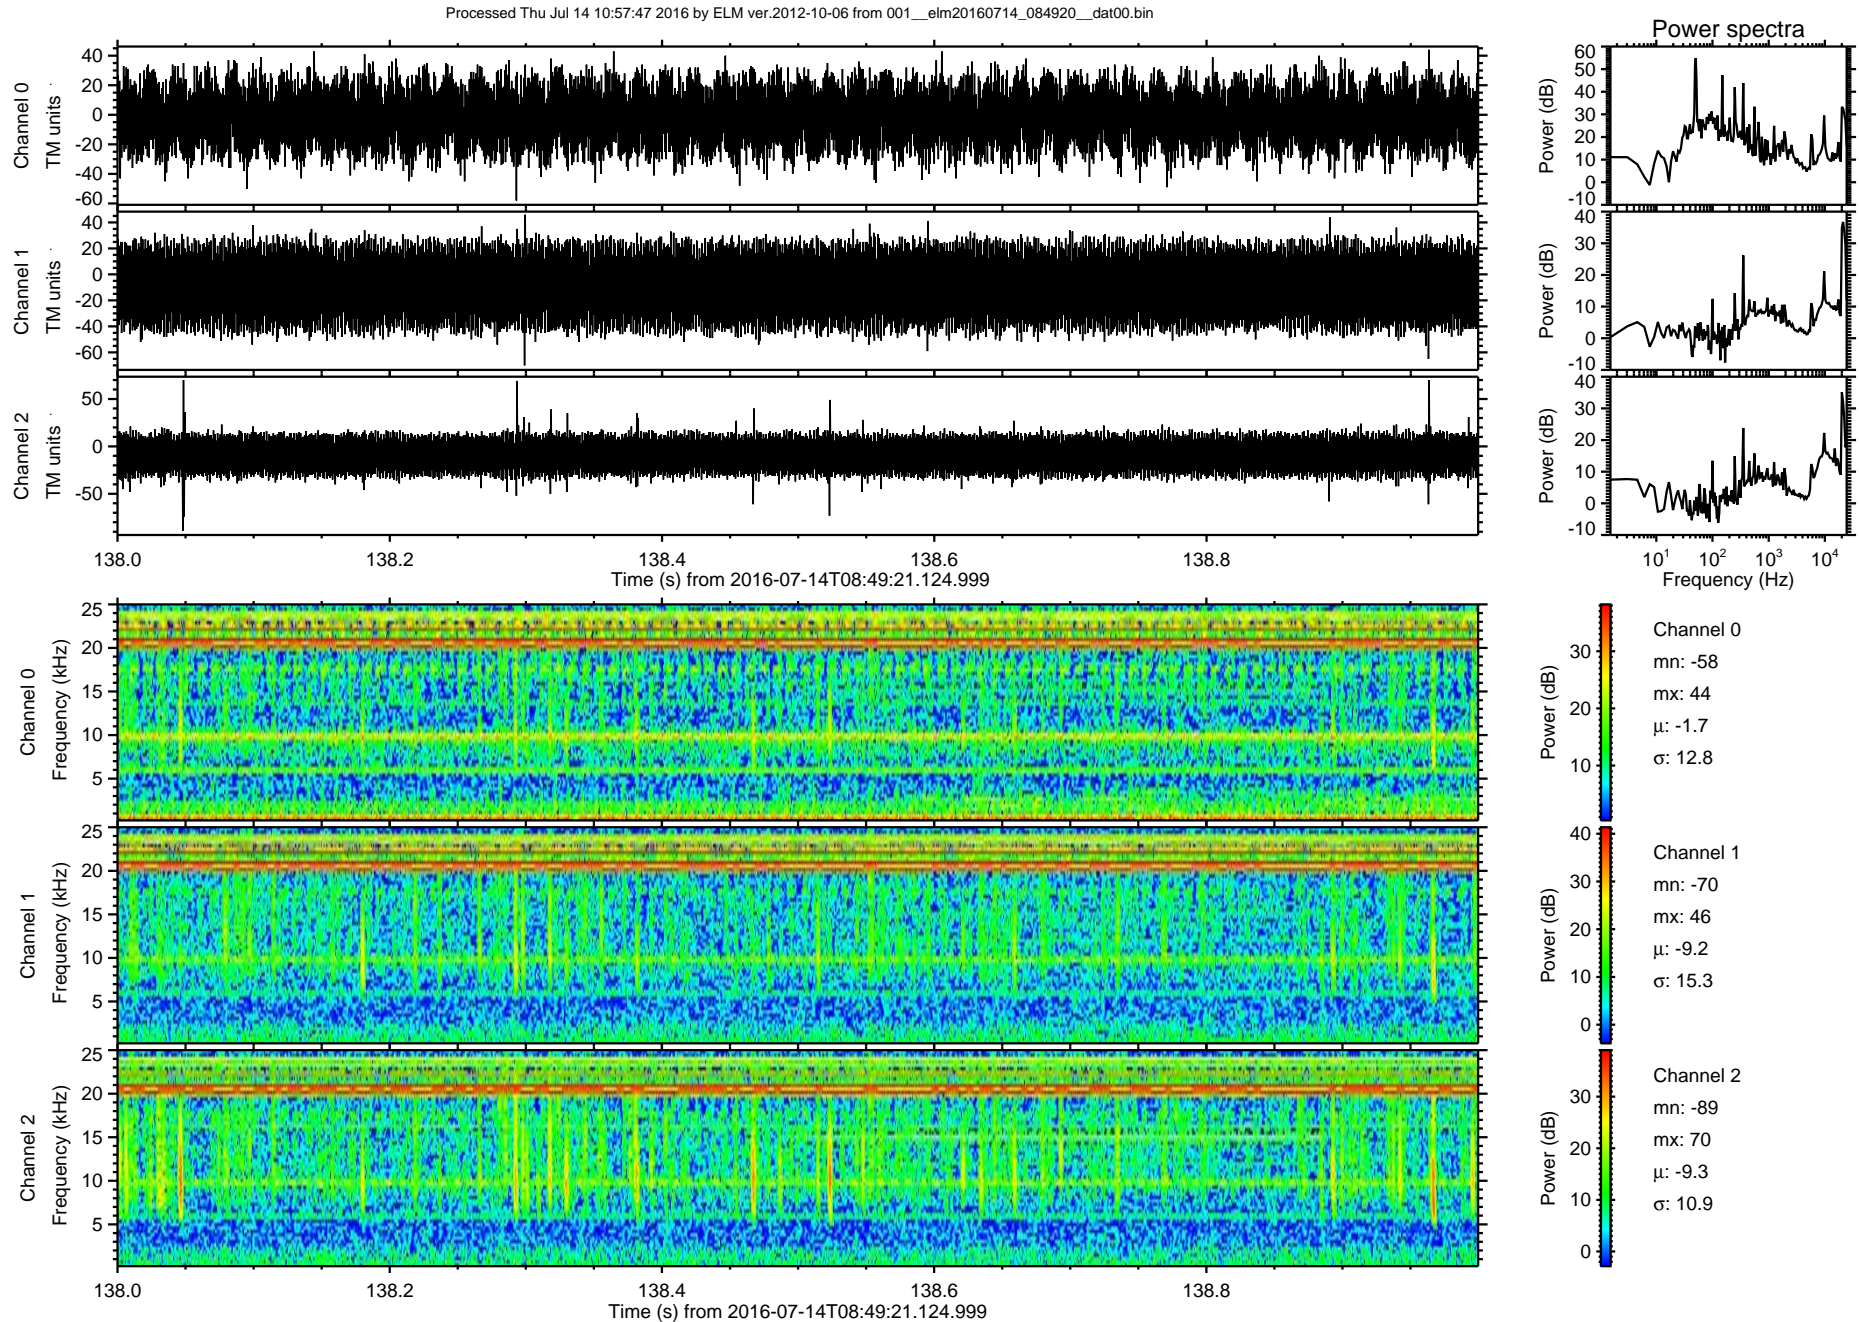 Processed Thu Jul 14 10:57:47 2016 by ELM ver.2012-10-06 from 001__elm20160714_084920__dat00.bin
Power spectra
Channel 0
TM units
40
20
0
-20
-40
-60
Power (dB)
60
50
40
30
20
10
0
-10
Channel 1
TM units
40
20
0
-20
-40
-60
Power (dB)
40
30
20
10
0
-10
Channel 2
TM units
50
0
-50
Power (dB)
40
30
20
10
0
-10
138.0 138.2 138.4 138.6 138.8
Time (s) from 2016-07-14T08:49:21.124.999
10^1 10^2 10^3 10^4
Frequency (Hz)
Channel 0
Frequency (kHz)
25
20
15
10
5
Power (dB)
30
20
10
Channel 0
mn: -58
mx: 44
μ: -1.7
σ: 12.8
Channel 1
Frequency (kHz)
25
20
15
10
5
Power (dB)
40
30
20
10
0
Channel 1
mn: -70
mx: 46
μ: -9.2
σ: 15.3
Channel 2
Frequency (kHz)
25
20
15
10
5
Power (dB)
30
20
10
0
Channel 2
mn: -89
mx: 70
μ: -9.3
σ: 10.9
138.0 138.2 138.4 138.6 138.8
Time (s) from 2016-07-14T08:49:21.124.999